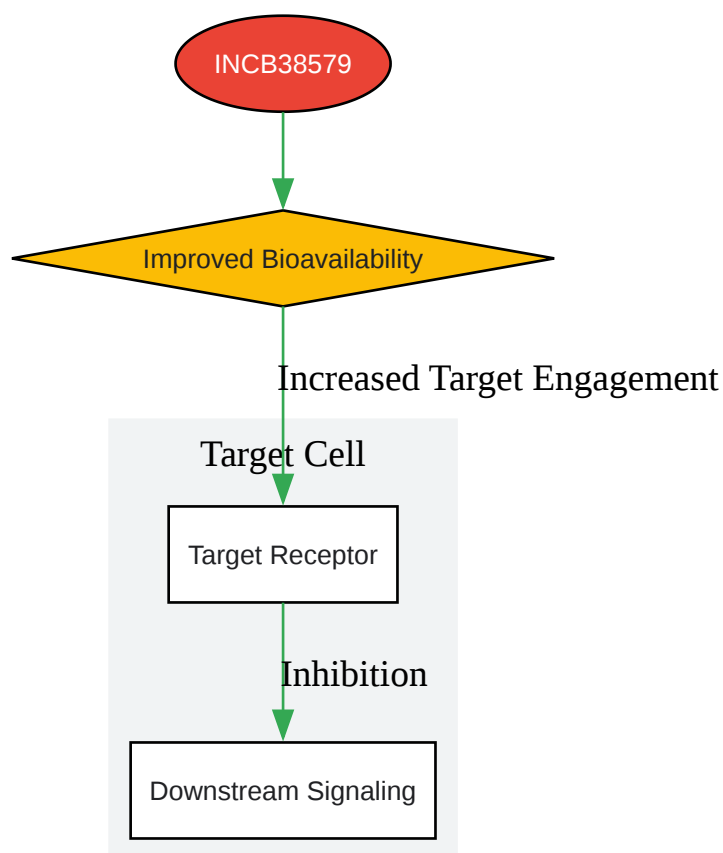 INCB38579
Improved Bioavailability
Increased Target Engagement
Target Cell
Target Receptor
Inhibition
Downstream Signaling